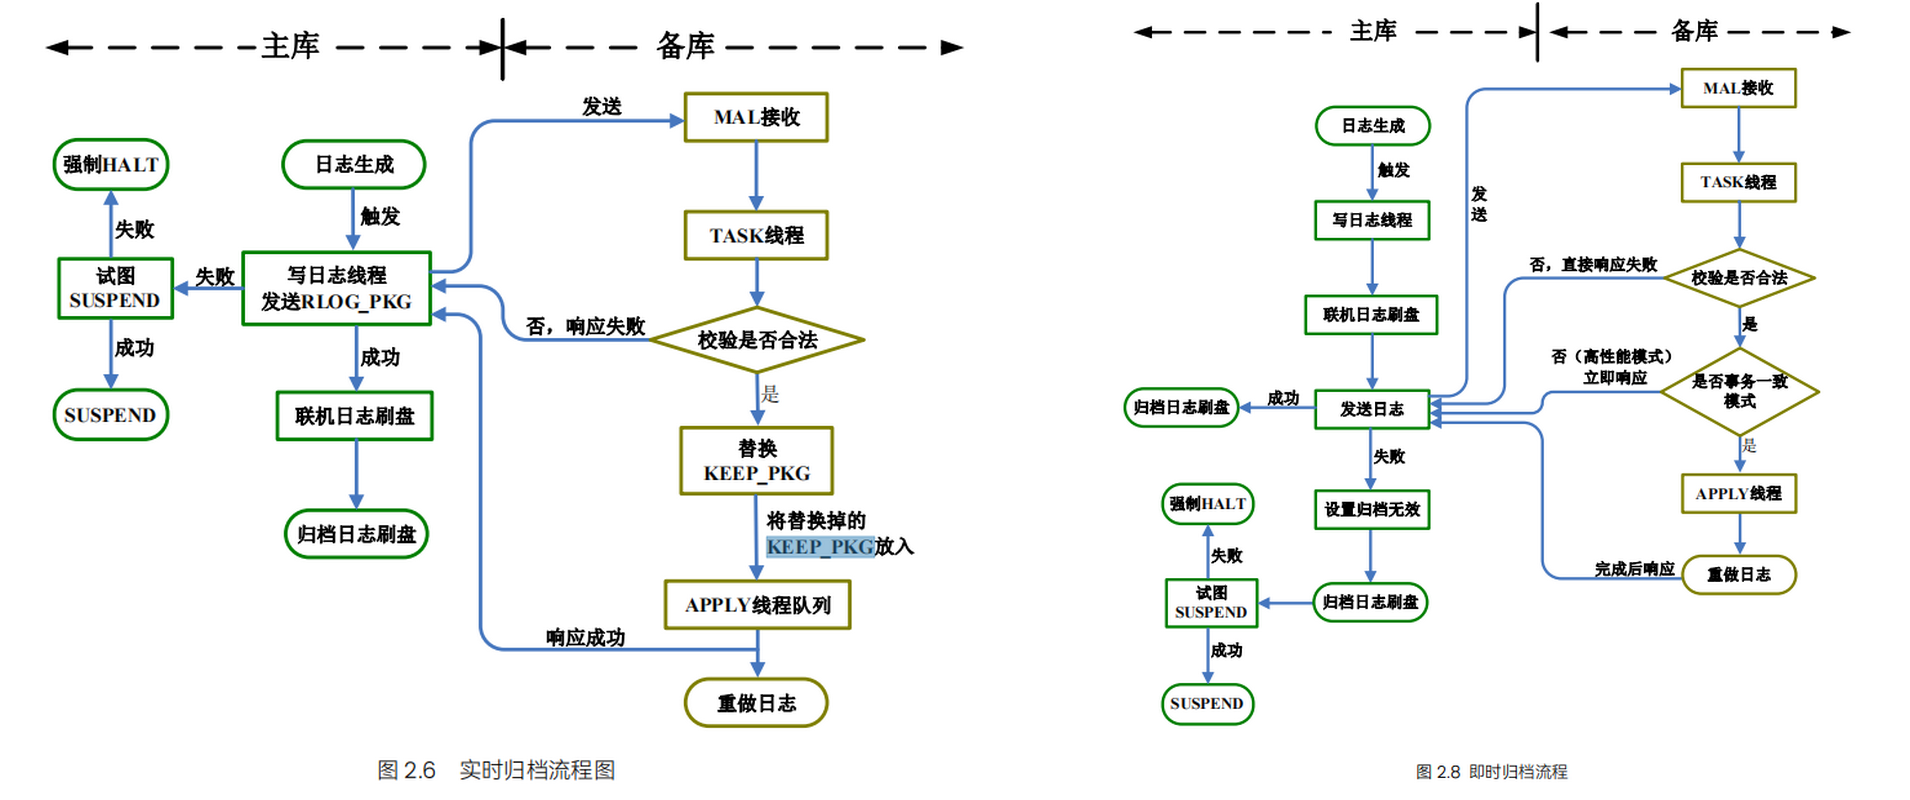 主库
备库
发送
MAL接收
强制HALT
日志生成
失败
触发
TASK线程
试图
SUSPEND
失败
写日志线程
发送RLOG_PKG
否，响应失败
校验是否合法
成功
成功
是
SUSPEND
联机日志刷盘
替换
KEEP_PKG
将替换掉的
KEEP_PKG放入
归档日志刷盘
APPLY线程队列
响应成功
重做日志
图 2.6 实时归档流程图
主库
备库
MAL接收
日志生成
触发
发
送
TASK线程
写日志线程
否，直接响应失败
校验是否合法
联机日志刷盘
是
否（高性能模式）
立即响应
是否事务一致
模式
归档日志刷盘
成功
发送日志
失败
是
强制HALT
设置归档无效
APPLY线程
失败
完成后响应
重做日志
试图
SUSPEND
归档日志刷盘
成功
SUSPEND
图 2.8 即时归档流程